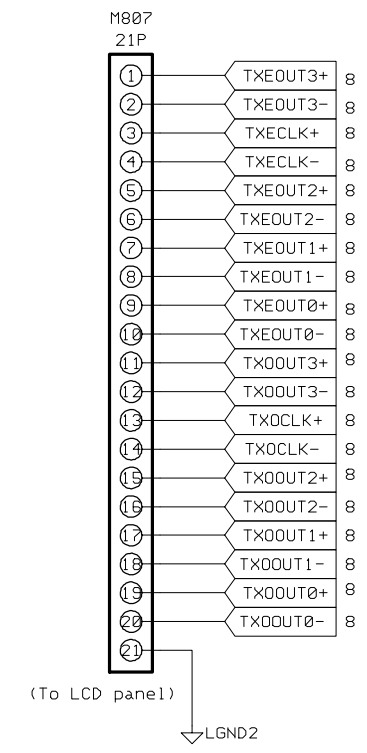 M807
21P
1 TXEOUT3+ 8
2 TXEOUT3- 8
3 TXECLK+ 8
4 TXECLK- 8
5 TXEOUT2+ 8
6 TXEOUT2- 8
7 TXEOUT1+ 8
8 TXEOUT1- 8
9 TXEOUT0+ 8
10 TXEOUT0- 8
11 TXOOUT3+ 8
12 TXOOUT3- 8
13 TXOCLK+ 8
14 TXOCLK- 8
15 TXOOUT2+ 8
16 TXOOUT2- 8
17 TXOOUT1+ 8
18 TXOOUT1- 8
19 TXOOUT0+ 8
20 TXOOUT0- 8
21
(To LCD panel)
LGND2